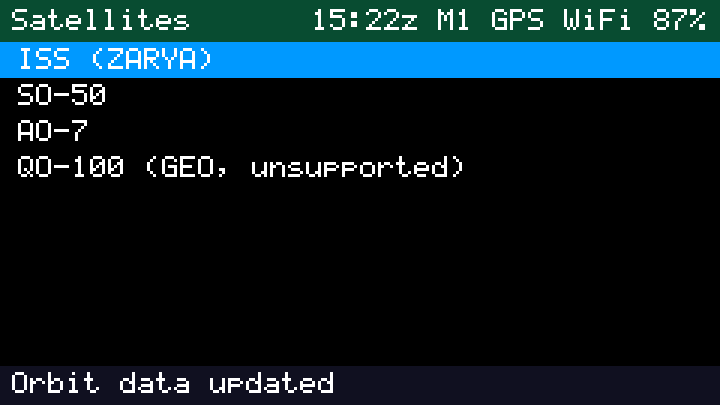 Satellites 15:22z M1 GPS WiFi 87%
ISS (ZARYA)
SO-50
AO-7
QO-100 (GEO, unsupported)
Orbit data updated